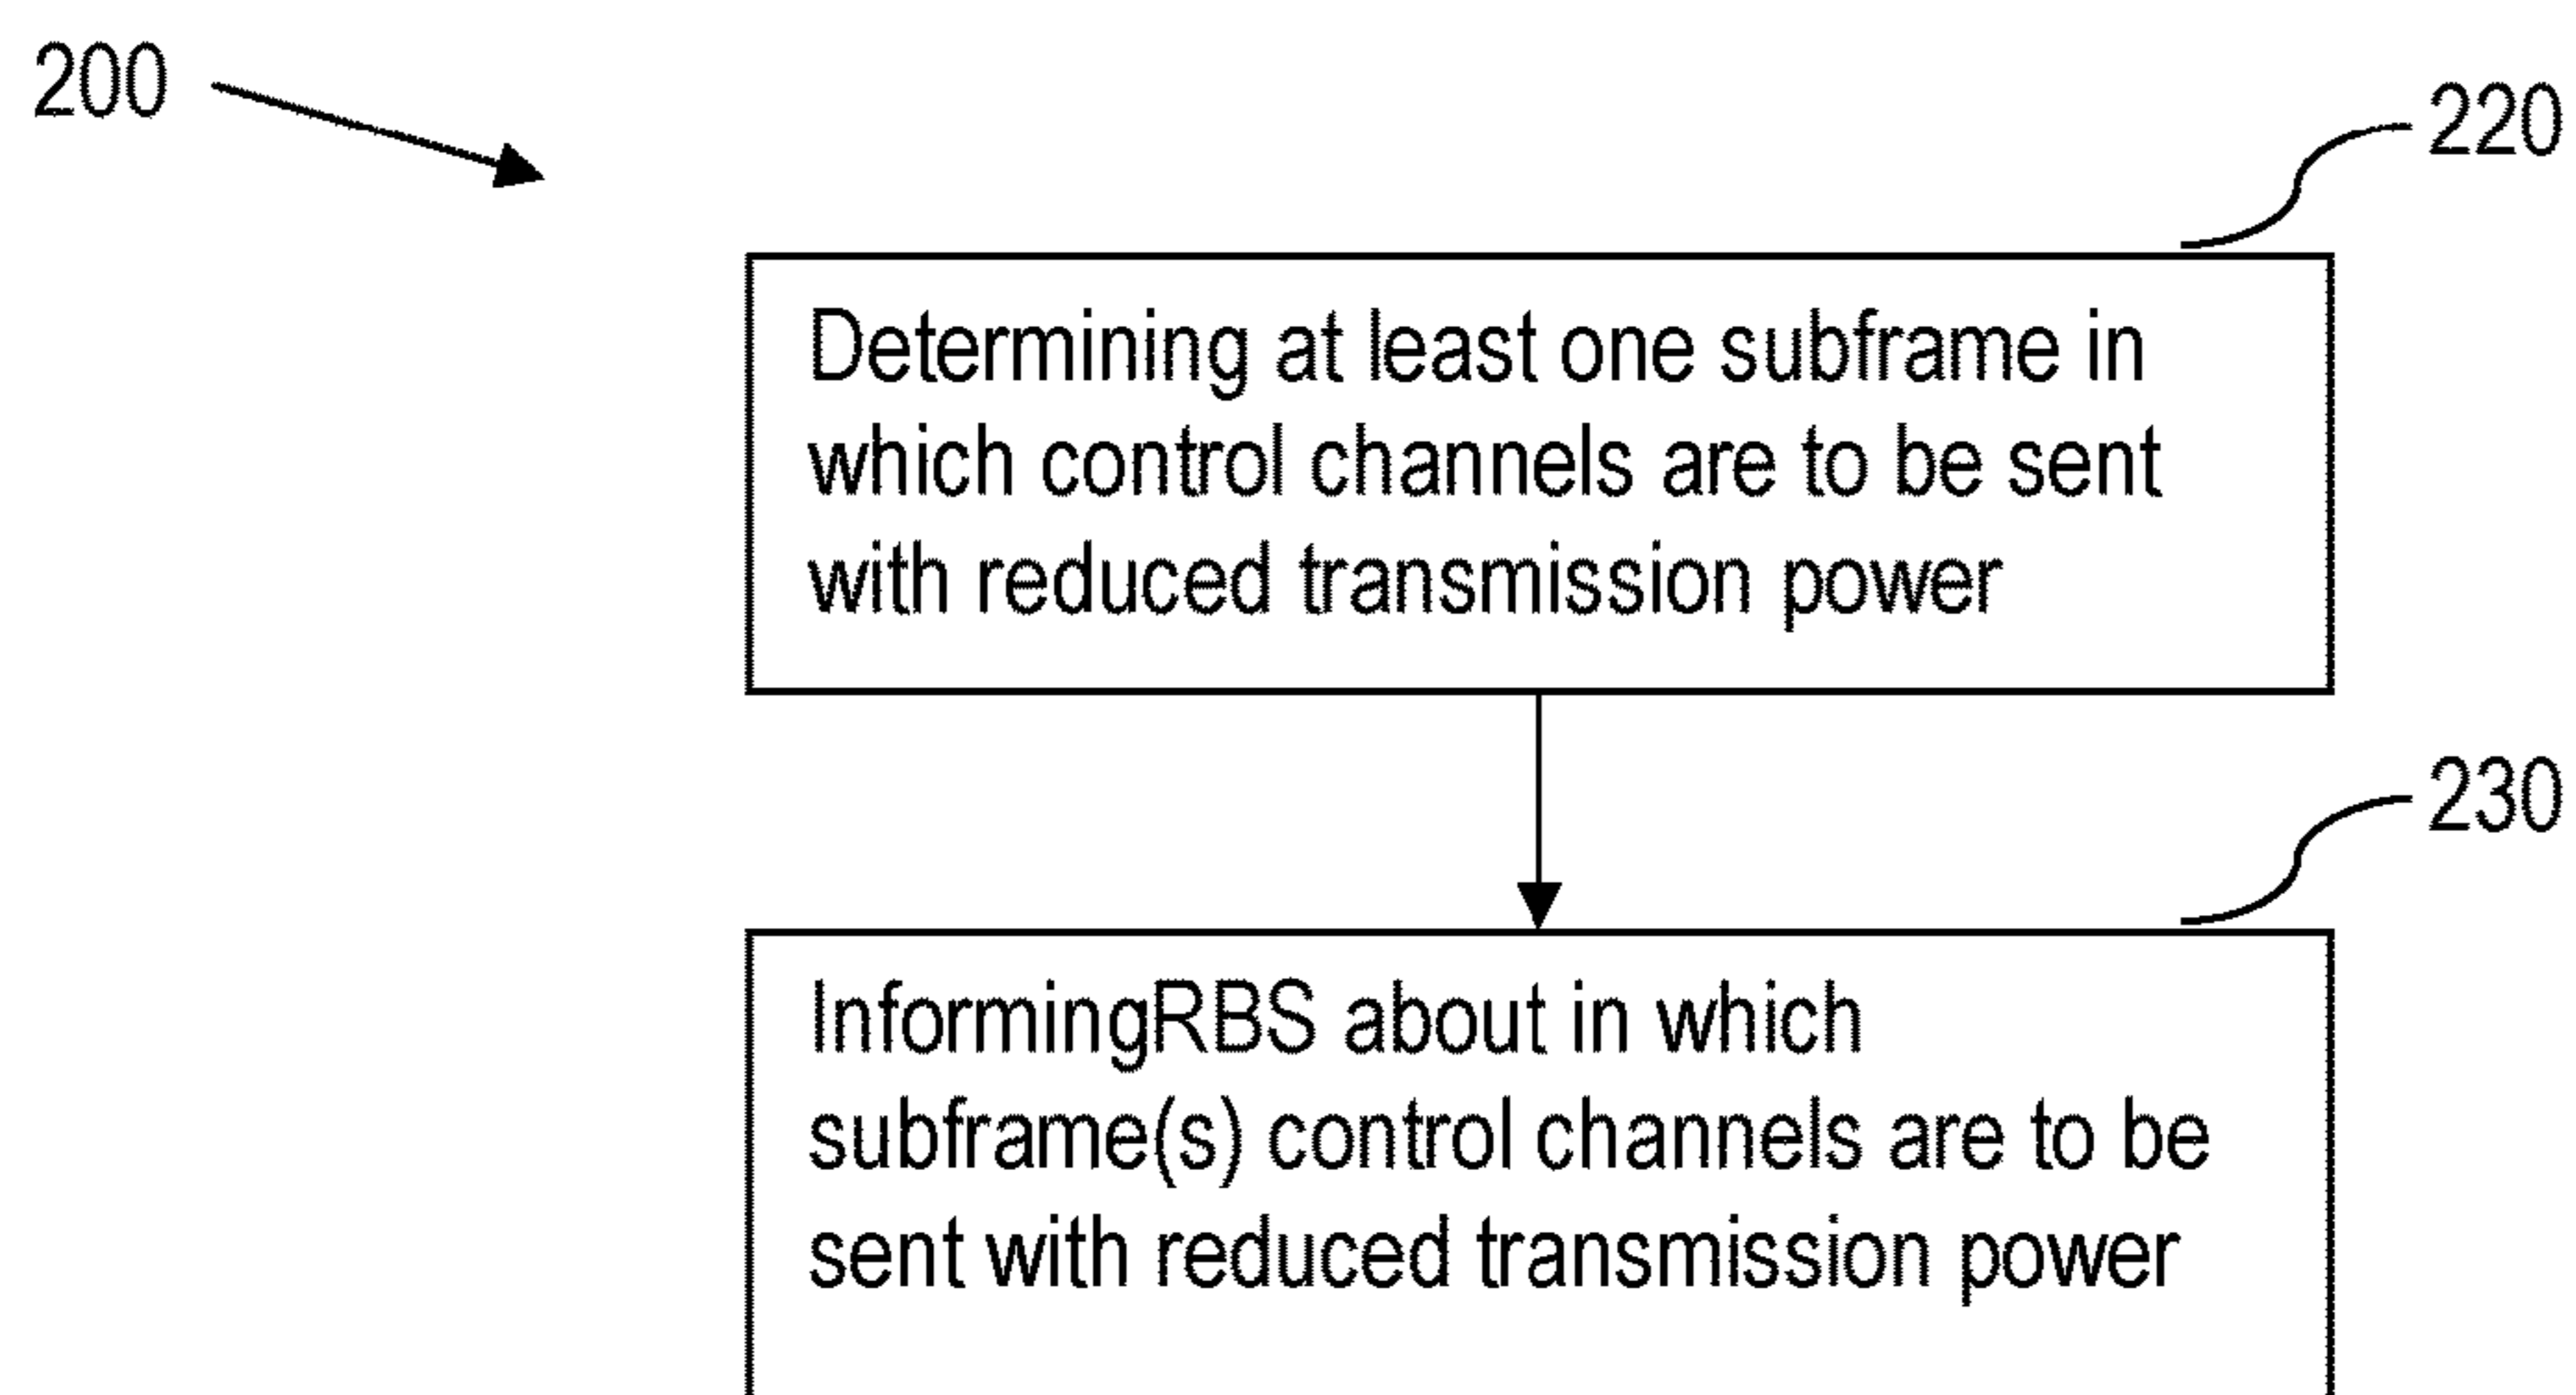 200
220
Determining at least one subframe in
which control channels are to be sent
with reduced transmission power
230
InformingRBS about in which
subframe(s) control channels are to be
sent with reduced transmission power